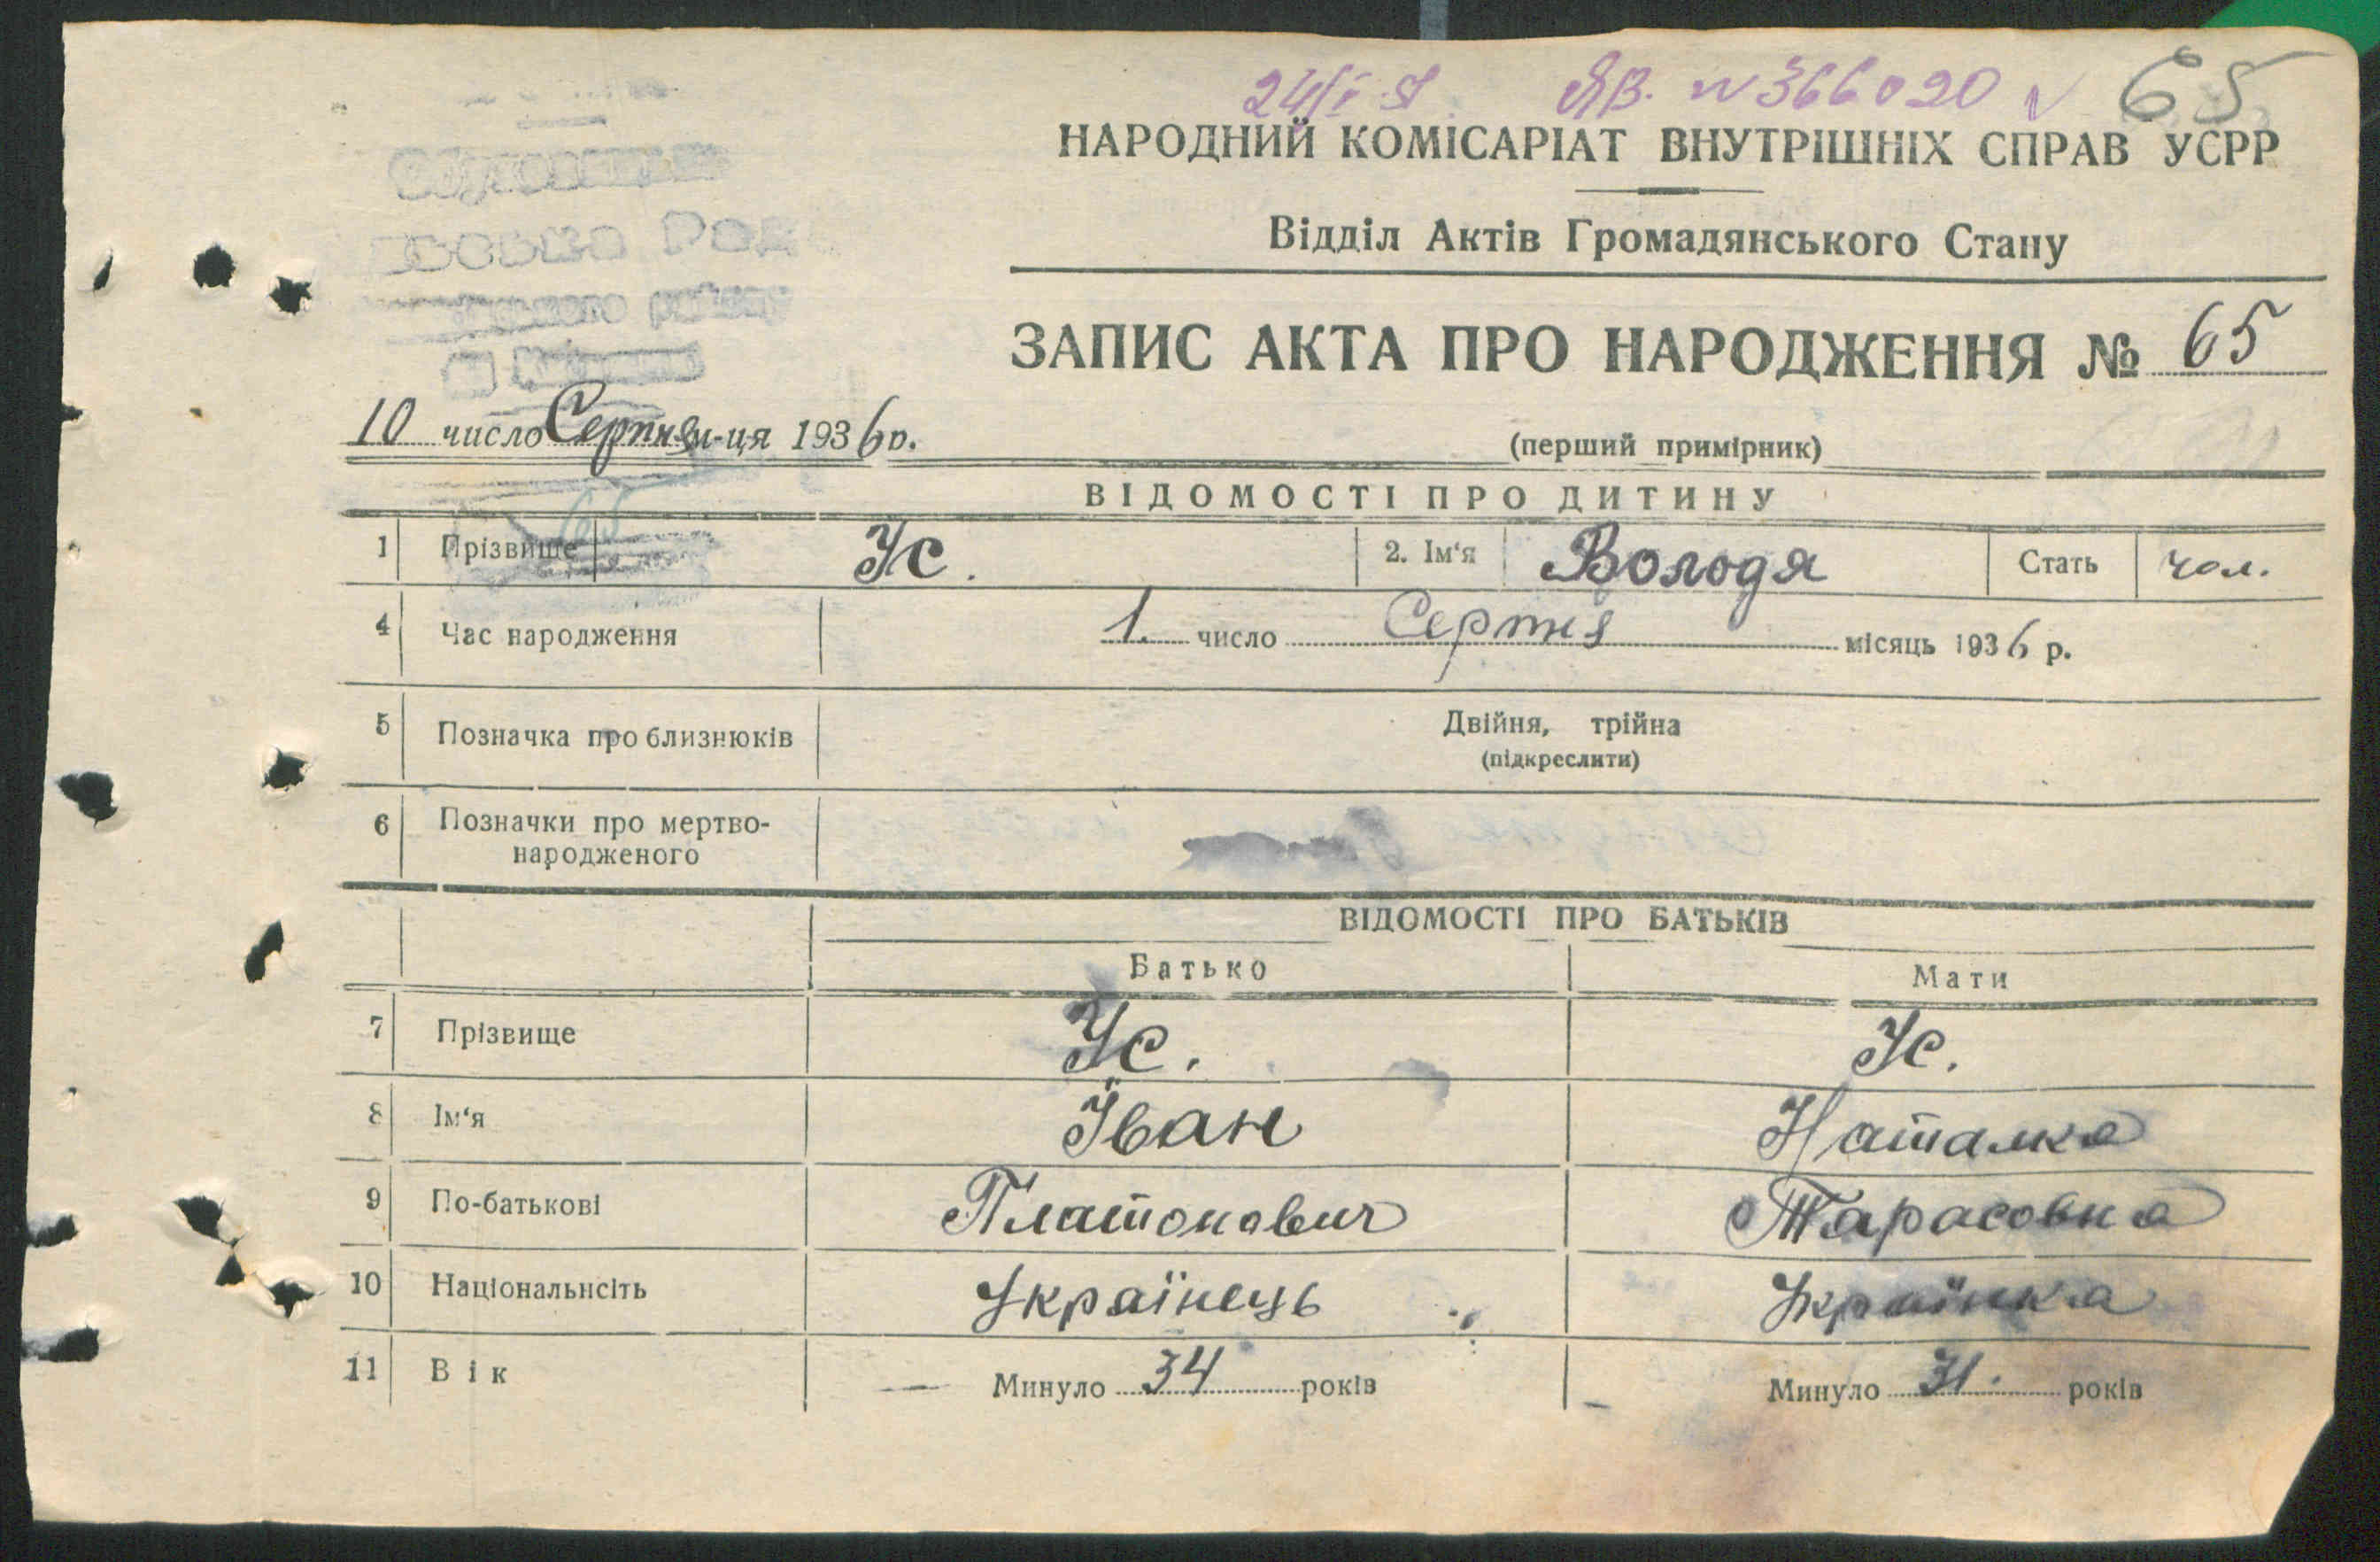 ЯВ. № 366020 65
НАРОДНИЙ КОМІСАРІАТ ВНУТРІШНІХ СПРАВ УСРР
Відділ Актів Громадянського Стану
ЗАПИС АКТА ПРО НАРОДЖЕННЯ № 65
10 число Серпня м-ця 1936 р.
(перший примірник)
ВІДОМОСТІ ПРО ДИТИНУ
1 Прізвище Ус. 2. Ім'я Володя Стать чол.
4 Час народження 1. число Серпня місяць 1936 р.
5 Позначка про близнюків Двійня, трійна
(підкреслити)
6 Позначки про мертво-
народженого
ВІДОМОСТІ ПРО БАТЬКІВ
Батько Мати
7 Прізвище Ус. Ус.
8 Ім'я Іван Наталка
9 По-батькові Платонович Тарасовна
10 Національнсіть Українець Українка
11 Вік Минуло 34 років Минуло 31. років